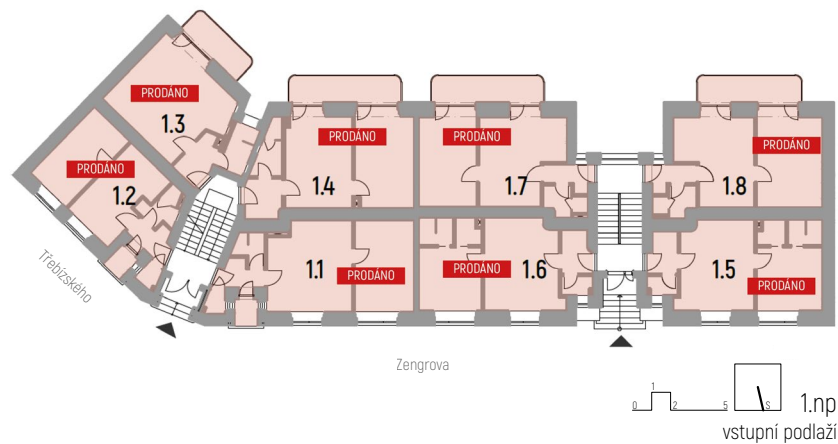 PRODÁNO
1.3
PRODÁNO
1.2
PRODÁNO
1.4
PRODÁNO
1.7
PRODÁNO
1.8
1.1
PRODÁNO
PRODÁNO
1.6
1.5
PRODÁNO
Třebízského
Zengrova
0 1 2 5
S
1.np
vstupní podlaží